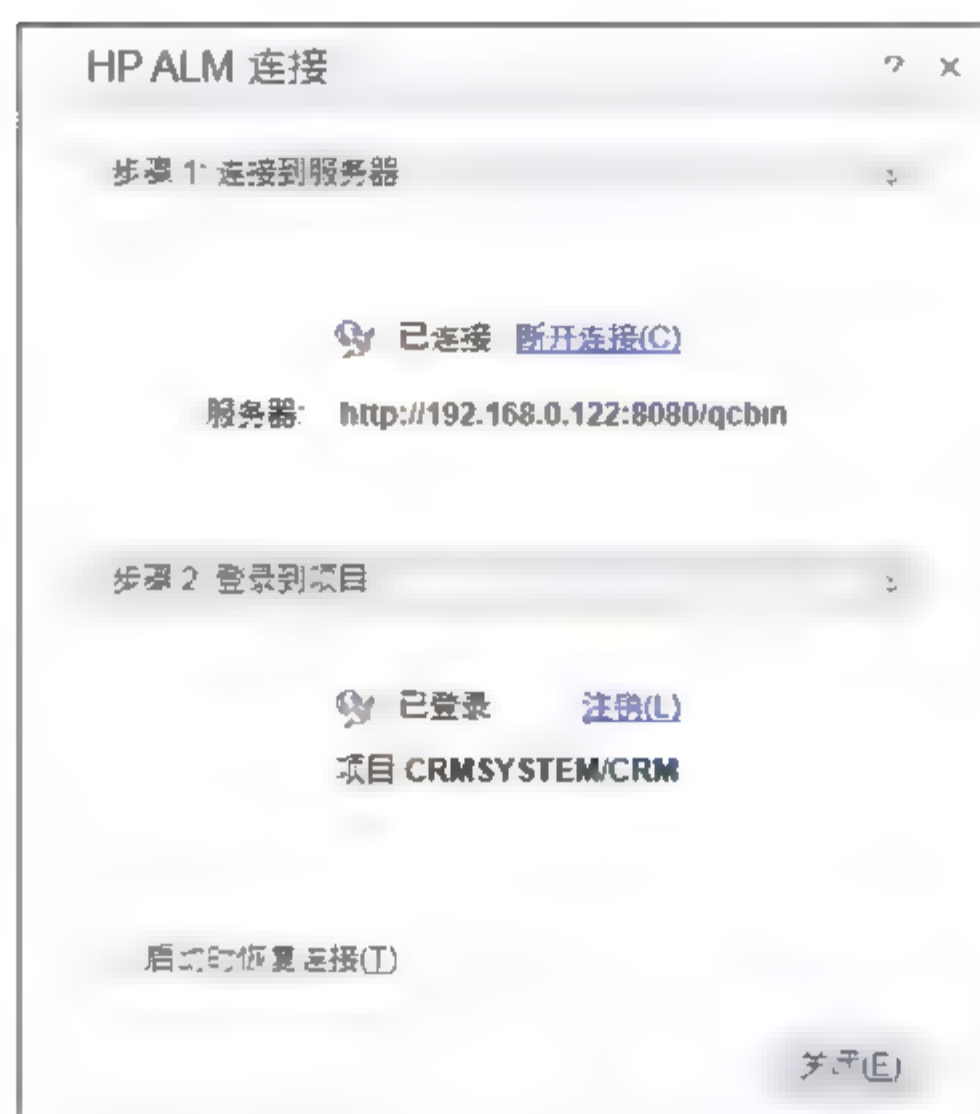 HP ALM 连接
步骤 1: 连接到服务器
已连接 断开连接(C)
服务器: http://192.168.0.122:8080/qcbin
步骤 2 登录到项目
已登录 注销(L)
项目 CRMSYSTEM/CRM
启动时恢复连接(T)
关闭(E)